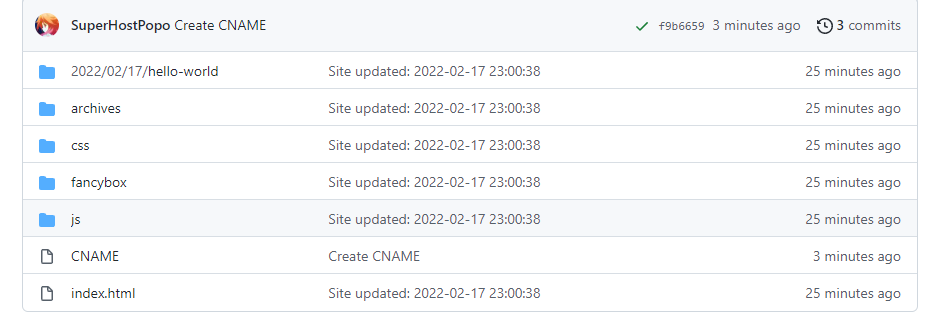 SuperHostPopo Create CNAME f9b6659 3 minutes ago 3 commits
2022/02/17/hello-world Site updated: 2022-02-17 23:00:38 25 minutes ago
archives Site updated: 2022-02-17 23:00:38 25 minutes ago
css Site updated: 2022-02-17 23:00:38 25 minutes ago
fancybox Site updated: 2022-02-17 23:00:38 25 minutes ago
js Site updated: 2022-02-17 23:00:38 25 minutes ago
CNAME Create CNAME 3 minutes ago
index.html Site updated: 2022-02-17 23:00:38 25 minutes ago